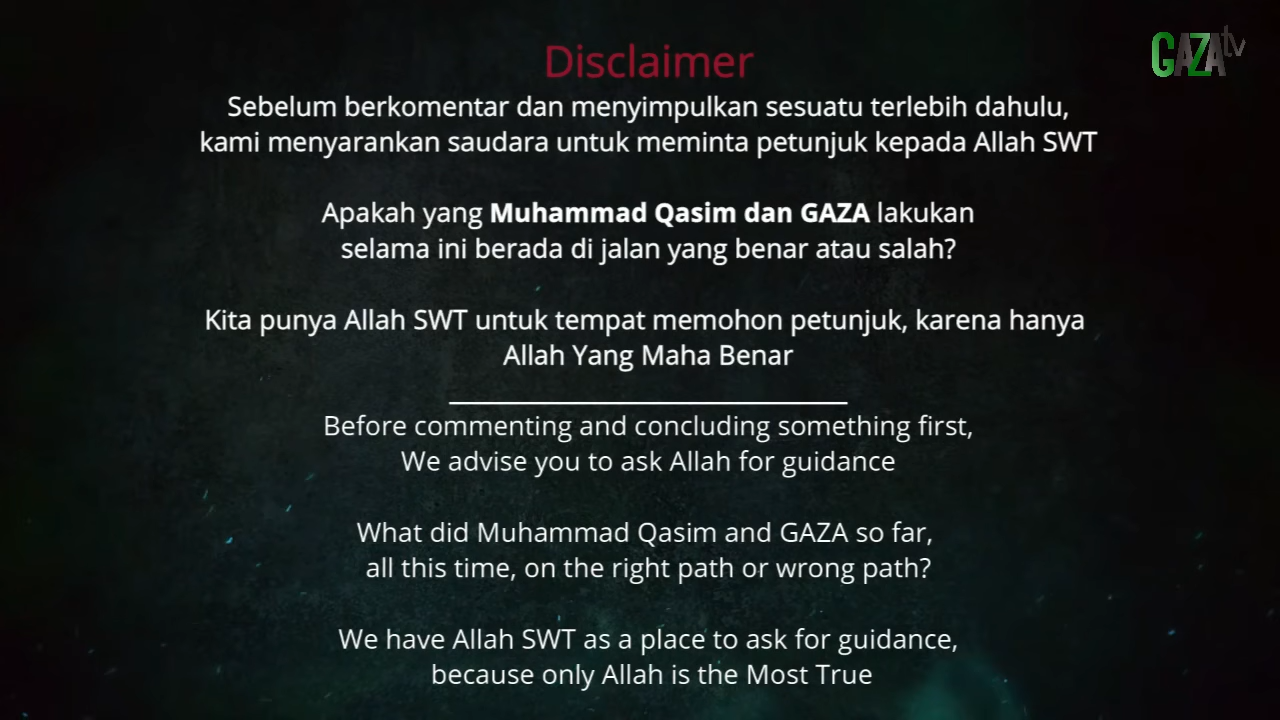 GAZAtv
Disclaimer
Sebelum berkomentar dan menyimpulkan sesuatu terlebih dahulu,
kami menyarankan saudara untuk meminta petunjuk kepada Allah SWT
Apakah yang Muhammad Qasim dan GAZA lakukan
selama ini berada di jalan yang benar atau salah?
Kita punya Allah SWT untuk tempat memohon petunjuk, karena hanya
Allah Yang Maha Benar
Before commenting and concluding something first,
We advise you to ask Allah for guidance
What did Muhammad Qasim and GAZA so far,
all this time, on the right path or wrong path?
We have Allah SWT as a place to ask for guidance,
because only Allah is the Most True